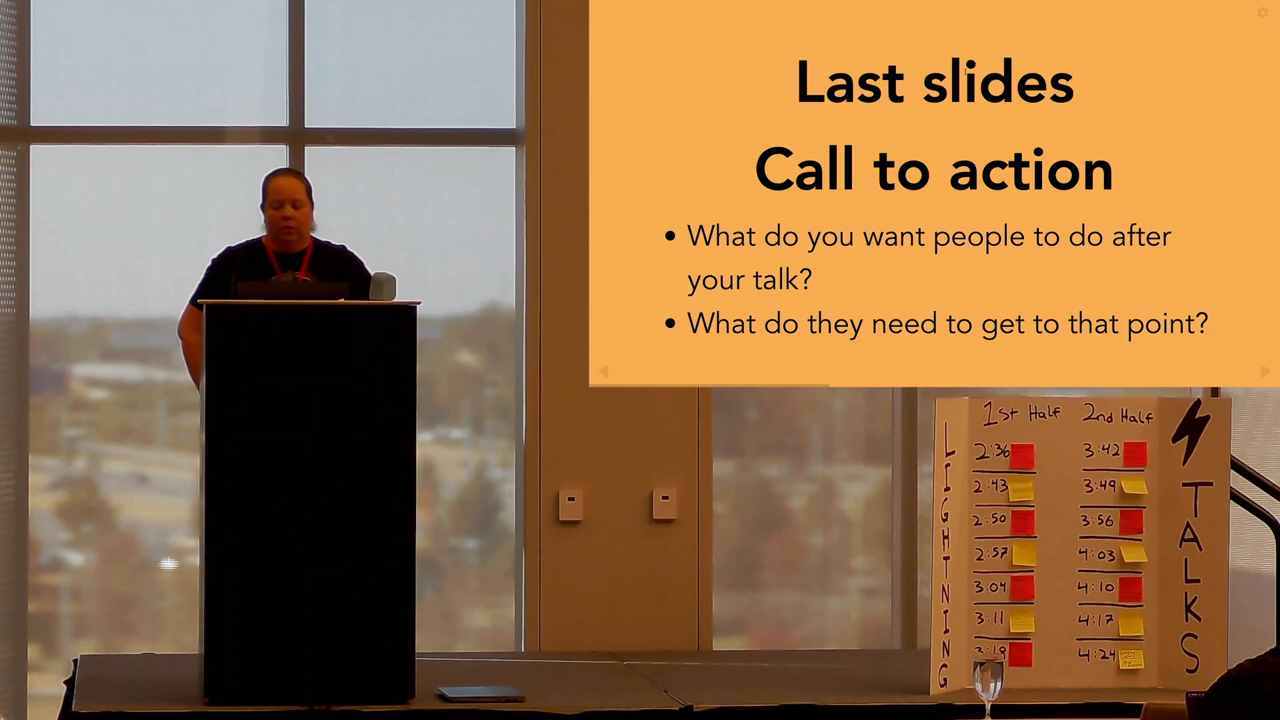 Last slides
Call to action
• What do you want people to do after
your talk?
• What do they need to get to that point?
1st Half
2nd Half
LIGHTNING
TALKS
2:36
2:43
2:50
2:57
3:04
3:11
3:42
3:49
3:56
4:03
4:10
4:17
4:24